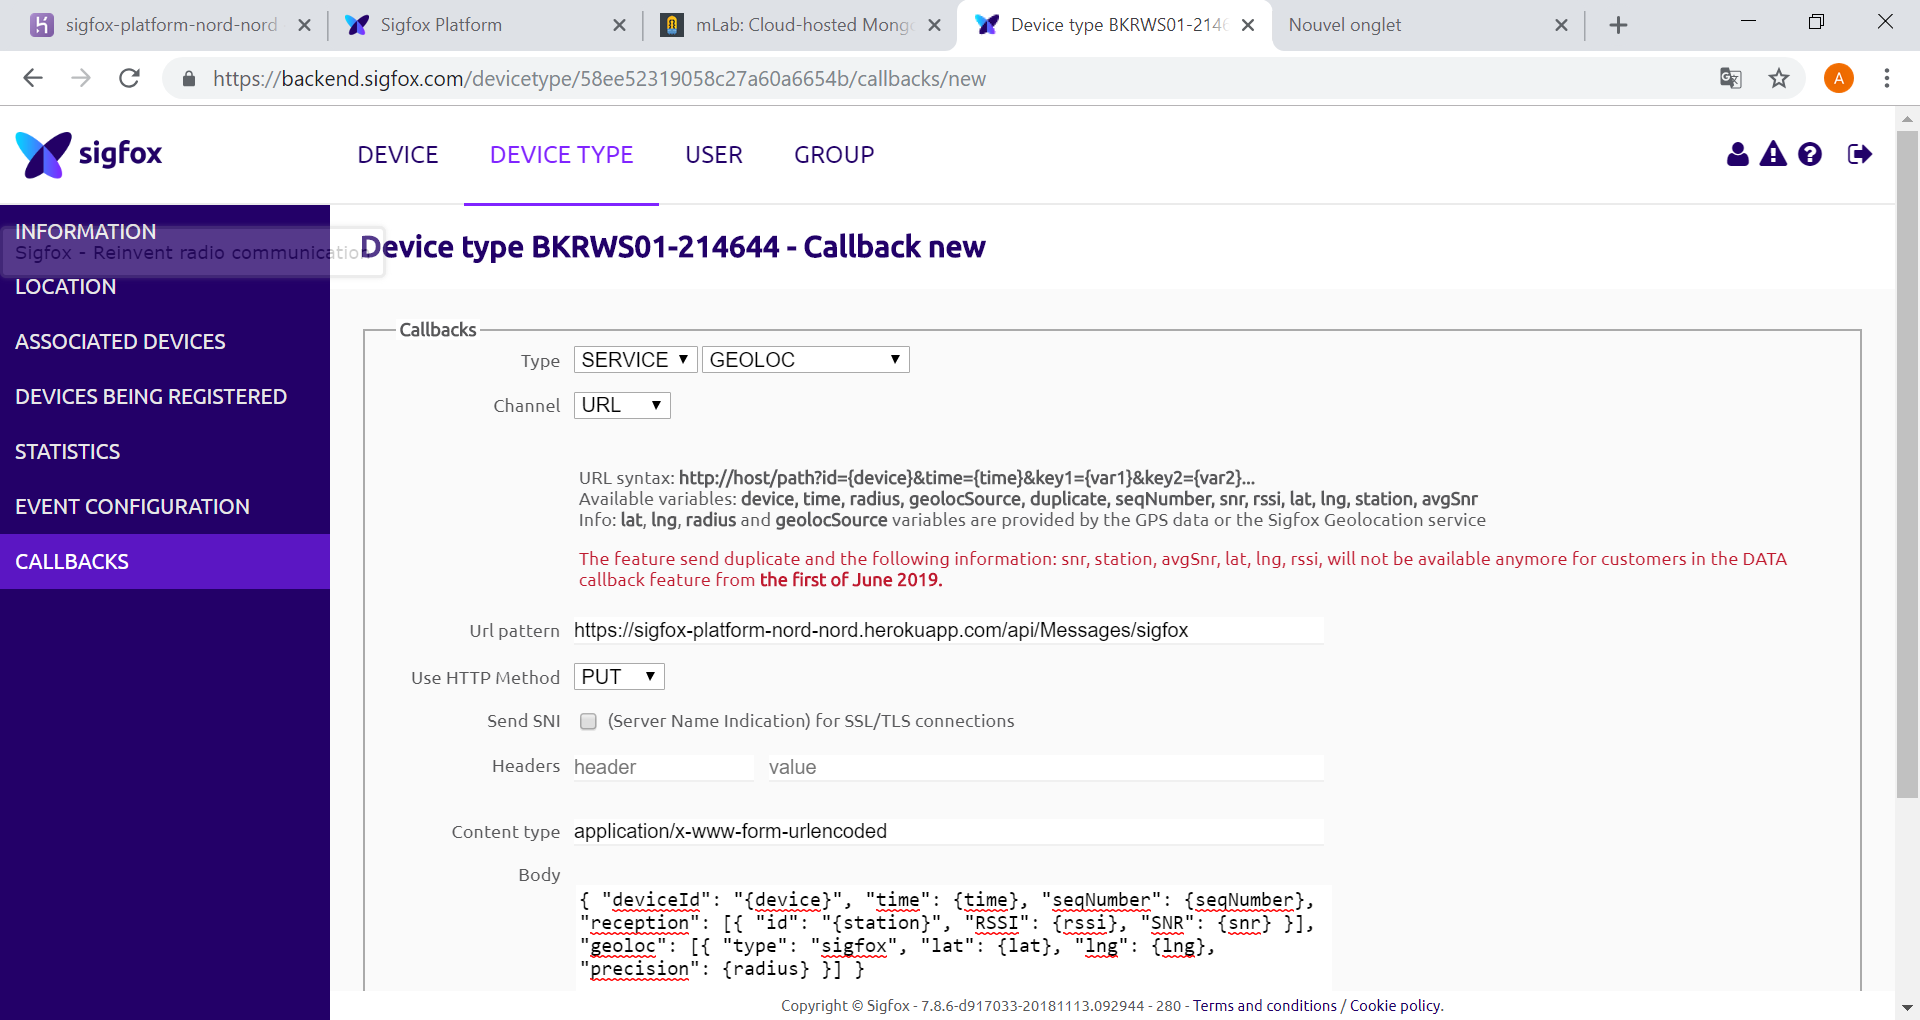 sigfox-platform-nord-nord
Sigfox Platform
mLab: Cloud-hosted Mong
Device type BKRWS01-2146
Nouvel onglet
https://backend.sigfox.com/devicetype/58ee52319058c27a60a6654b/callbacks/new
A
sigfox
DEVICE
DEVICE TYPE
USER
GROUP
INFORMATION
Sigfox - Reinvent radio communication
LOCATION
ASSOCIATED DEVICES
DEVICES BEING REGISTERED
STATISTICS
EVENT CONFIGURATION
CALLBACKS
Device type BKRWS01-214644 - Callback new
Callbacks
Type SERVICE GEOLOC
Channel URL
URL syntax: http://host/path?id={device}&time={time}&key1={var1}&key2={var2}...
Available variables: device, time, radius, geolocSource, duplicate, seqNumber, snr, rssi, lat, lng, station, avgSnr
Info: lat, lng, radius and geolocSource variables are provided by the GPS data or the Sigfox Geolocation service
The feature send duplicate and the following information: snr, station, avgSnr, lat, lng, rssi, will not be available anymore for customers in the DATA
callback feature from the first of June 2019.
Url pattern https://sigfox-platform-nord-nord.herokuapp.com/api/Messages/sigfox
Use HTTP Method PUT
Send SNI (Server Name Indication) for SSL/TLS connections
Headers header value
Content type application/x-www-form-urlencoded
Body
{ "deviceId": "{device}", "time": {time}, "seqNumber": {seqNumber},
"reception": [{ "id": "{station}", "RSSI": {rssi}, "SNR": {snr} }],
"geoloc": [{ "type": "sigfox", "lat": {lat}, "lng": {lng},
"precision": {radius} }] }
Copyright © Sigfox - 7.8.6-d917033-20181113.092944 - 280 - Terms and conditions / Cookie policy.